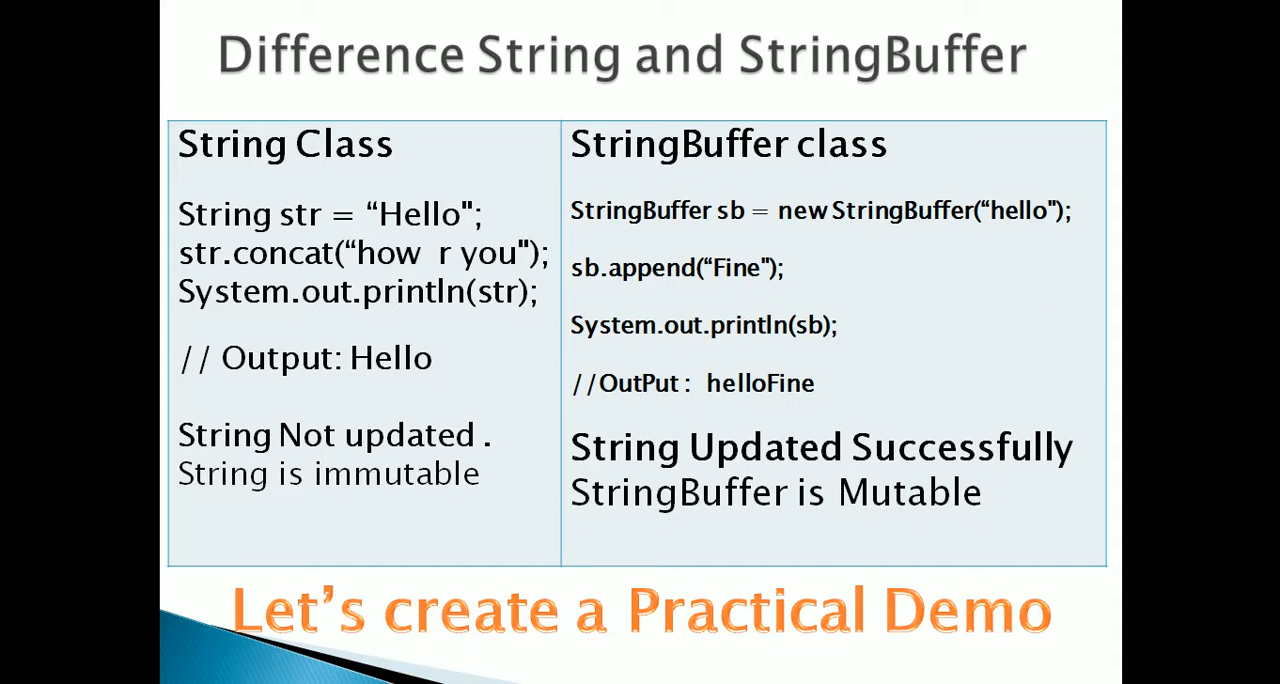 Difference String and StringBuffer
String Class
String str = “Hello";
str.concat(“how r you");
System.out.println(str);
// Output: Hello
String Not updated .
String is immutable
StringBuffer class
StringBuffer sb = new StringBuffer(“hello");
sb.append(“Fine");
System.out.println(sb);
//OutPut : helloFine
String Updated Successfully
StringBuffer is Mutable
Let’s create a Practical Demo